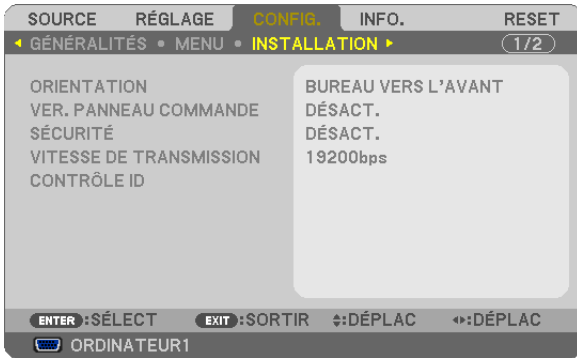 SOURCE RÉGLAGE CONFIG. INFO. RESET
GÉNÉRALITÉS • MENU • INSTALLATION 1/2
ORIENTATION BUREAU VERS L'AVANT
VER. PANNEAU COMMANDE DÉSACT.
SÉCURITÉ DÉSACT.
VITESSE DE TRANSMISSION 19200bps
CONTRÔLE ID
ENTER :SÉLECT EXIT :SORTIR :DÉPLAC :DÉPLAC
ORDINATEUR1